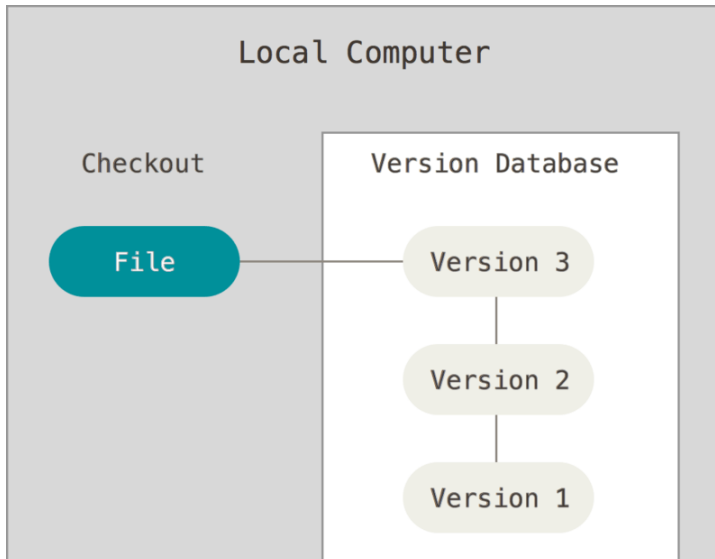 Local Computer
Checkout
Version Database
File
Version 3
Version 2
Version 1